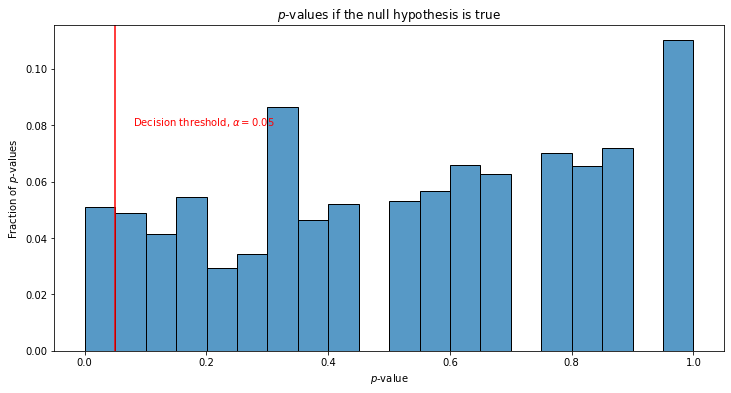 p-values if the null hypothesis is true
0.10
0.08
0.06
0.04
0.02
0.00
Fraction of p-values
Decision threshold, α = 0.05
0.0 0.2 0.4 0.6 0.8 1.0
p-value